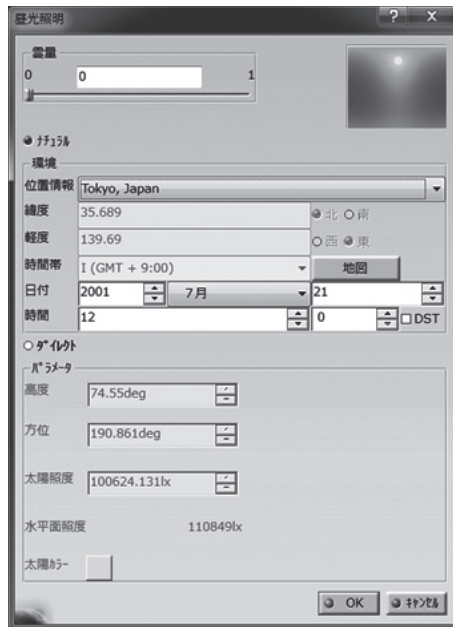 昼光照明 ? X
雲量
0 0 1
ナチュラル
環境
位置情報 Tokyo, Japan
緯度 35.689 北 南
軽度 139.69 西 東
時間帯 I (GMT + 9:00) 地図
日付 2001 7月 21
時間 12 0 DST
ダイレクト
パラメータ
高度 74.55deg
方位 190.861deg
太陽照度 100624.131lx
水平面照度 110849lx
太陽カラー
OK キャンセル